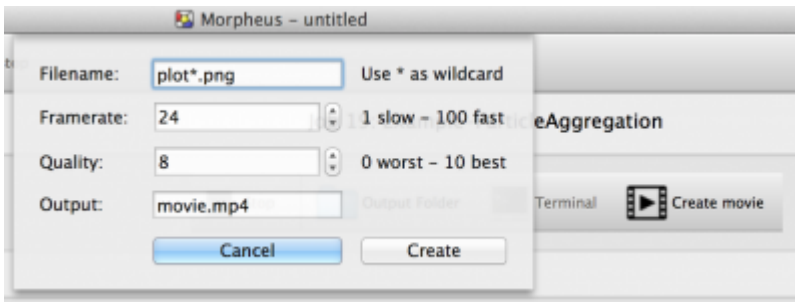 Morpheus – untitled
Filename: plot*.png Use * as wildcard
Framerate: 24 1 slow – 100 fast
eAggregation
Quality: 8 0 worst – 10 best
Output: movie.mp4
Output Folder Terminal Create movie
Cancel Create